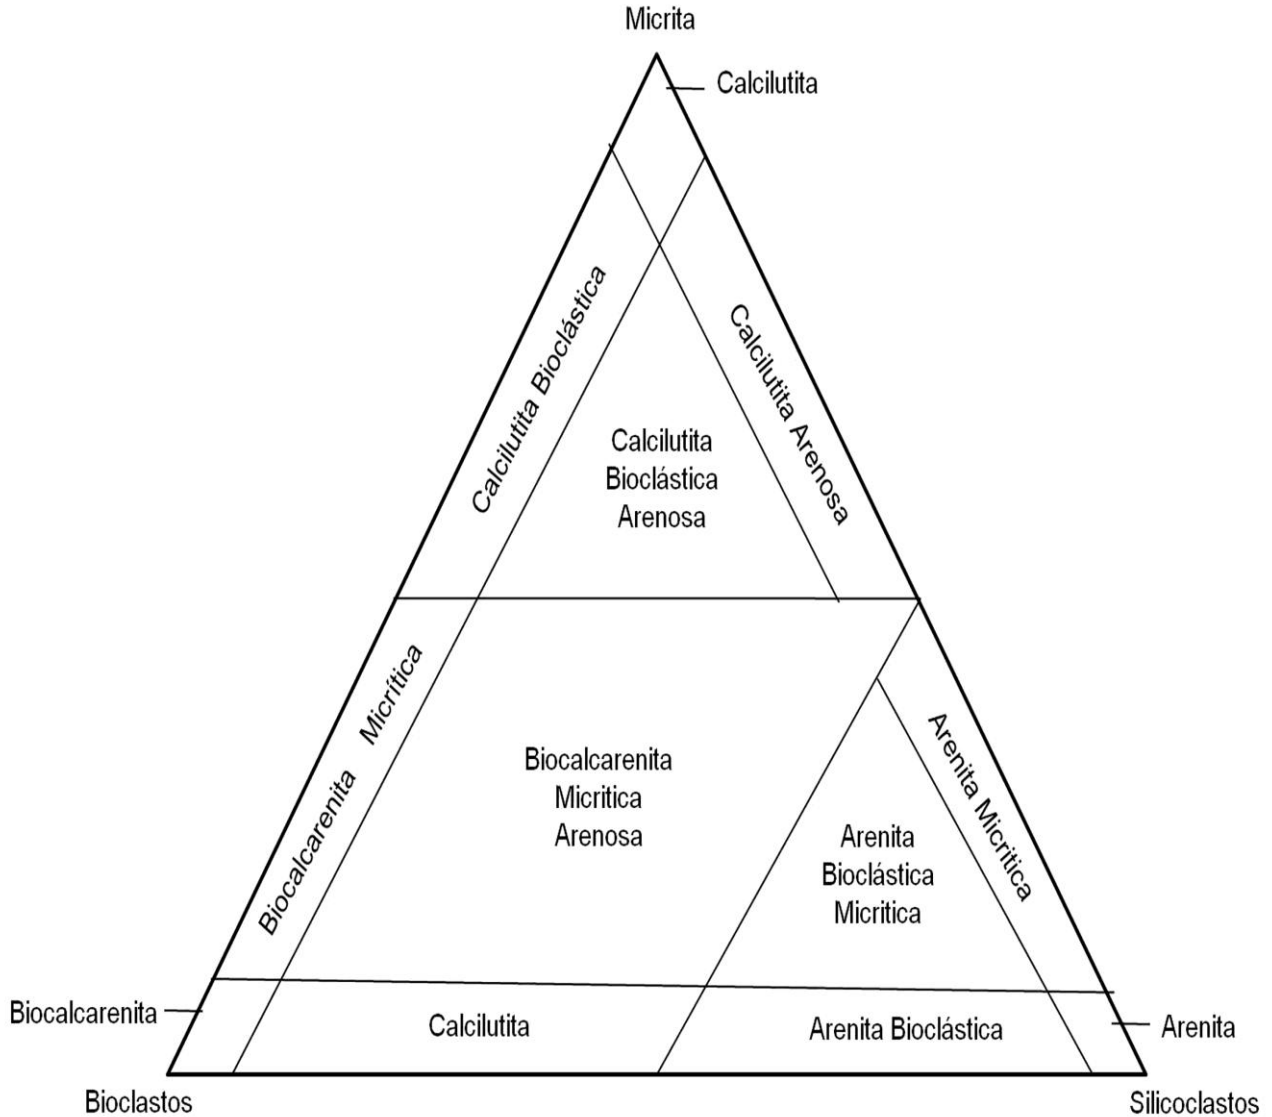 Micrita
Calcilutita
Calcilutita Bioclástica
Calcilutita Arenosa
Calcilutita
Bioclástica
Arenosa
Biocalcarenita Micrítica
Biocalcarenita
Micritica
Arenosa
Arenita Micritica
Arenita
Bioclástica
Micritica
Biocalcarenita
Calcilutita
Arenita Bioclástica
Arenita
Bioclastos
Silicoclastos